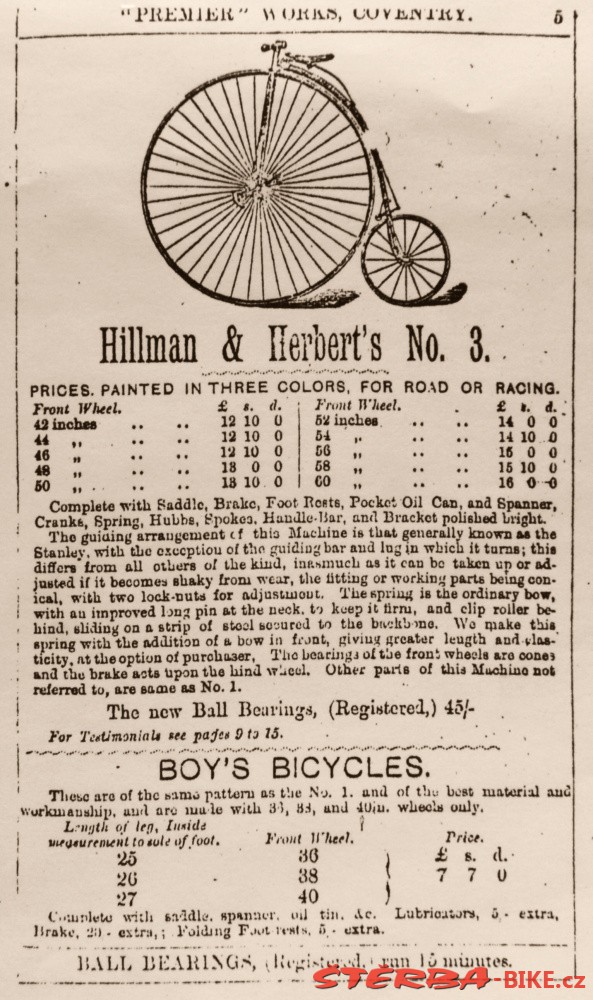 "PREMIER" WORKS, COVENTRY. 5
Hillman & Herbert's No. 3.
PRICES. PAINTED IN THREE COLORS, FOR ROAD OR RACING.
Front Wheel. £ s. d. Front Wheel. £ s. d.
42 inches .. .. 12 10 0 52 inches .. .. 14 0 0
44 ,, .. .. 12 10 0 54 ,, .. .. 14 10 0
46 ,, .. .. 12 10 0 56 ,, .. .. 15 0 0
48 ,, .. .. 13 0 0 58 ,, .. .. 15 10 0
50 ,, .. .. 13 10 0 60 ,, .. .. 16 0 0
Complete with Saddle, Brake, Foot Rests, Pocket Oil Can, and Spanner,
Cranks, Spring, Hubbs, Spokes, Handle-Bar, and Bracket polished bright.
The guiding arrangement of this Machine is that generally known as the
Stanley, with the exception of the guiding bar and lug in which it turns; this
differs from all others of the kind, inasmuch as it can be taken up or ad-
justed if it becomes shaky from wear, the fitting or working parts being con-
ical, with two lock-nuts for adjustment. The spring is the ordinary bow,
with an improved long pin at the neck, to keep it firm, and clip roller be-
hind, sliding on a strip of steel secured to the backbone. We make this
spring with the addition of a bow in front, giving greater length and elas-
ticity, at the option of purchaser. The bearings of the front wheels are cones
and the brake acts upon the hind wheel. Other parts of this Machine not
referred to, are same as No. 1.
The new Ball Bearings, (Registered,) 45/-
For Testimonials see pages 9 to 15.
BOY'S BICYCLES.
These are of the same pattern as the No. 1. and of the best material and
workmanship, and are made with 36, 38, and 40in. wheels only.
Length of leg, Inside
measurement to sole of foot. Front Wheel. Price.
25 36 £ s. d.
26 38 7 7 0
27 40
Complete with saddle, spanner, oil tin, &c. Lubricators, 5/- extra,
Brake, extra,; Folding Foot rests, 5/- extra.
BALL BEARINGS, (Registered,) run 15 minutes.
STERBA-BIKE.cz